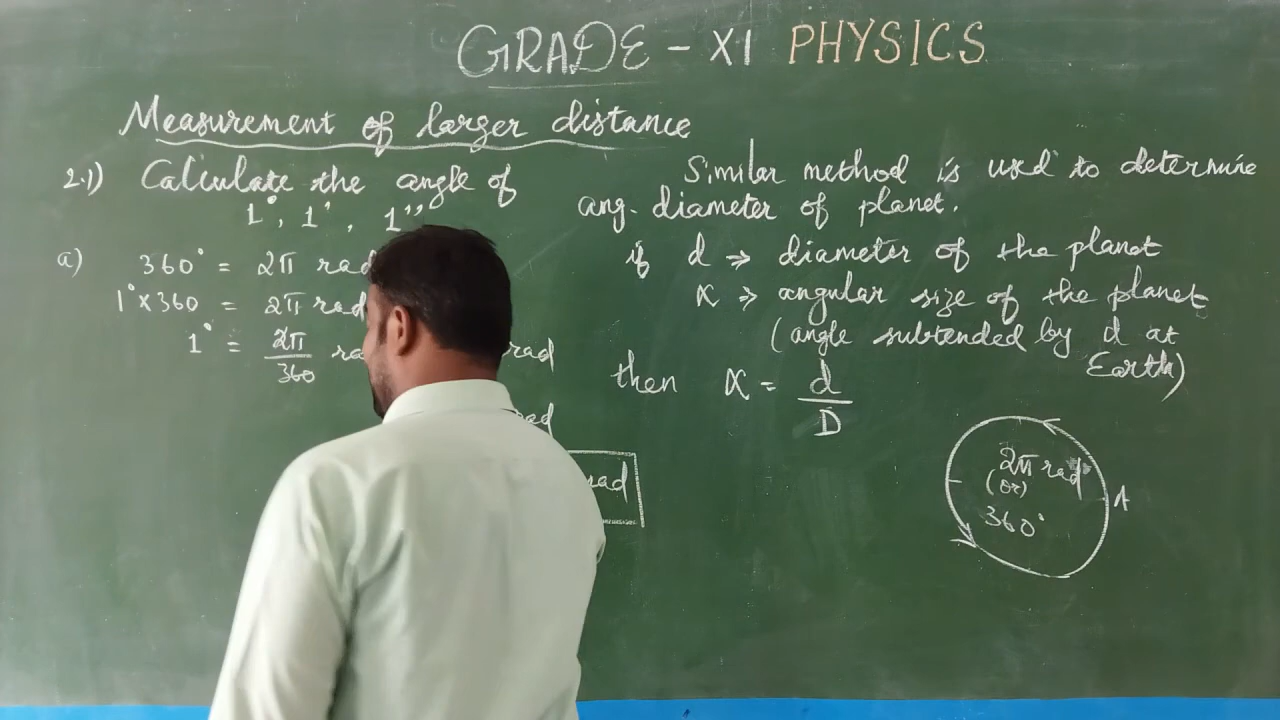 GRADE - XI PHYSICS
Measurement of larger distance
2.1) Calculate the angle of
1°, 1', 1''
a) 360° = 2π rad
1° x 360 = 2π rad
1° = 2π/360 rad
rad
rad
Similar method is used to determine
ang. diameter of planet.
if d ⇒ diameter of the planet
α ⇒ angular size of the planet
(angle subtended by d at
Earth)
then α = d/D
2π rad
(or)
360°
A